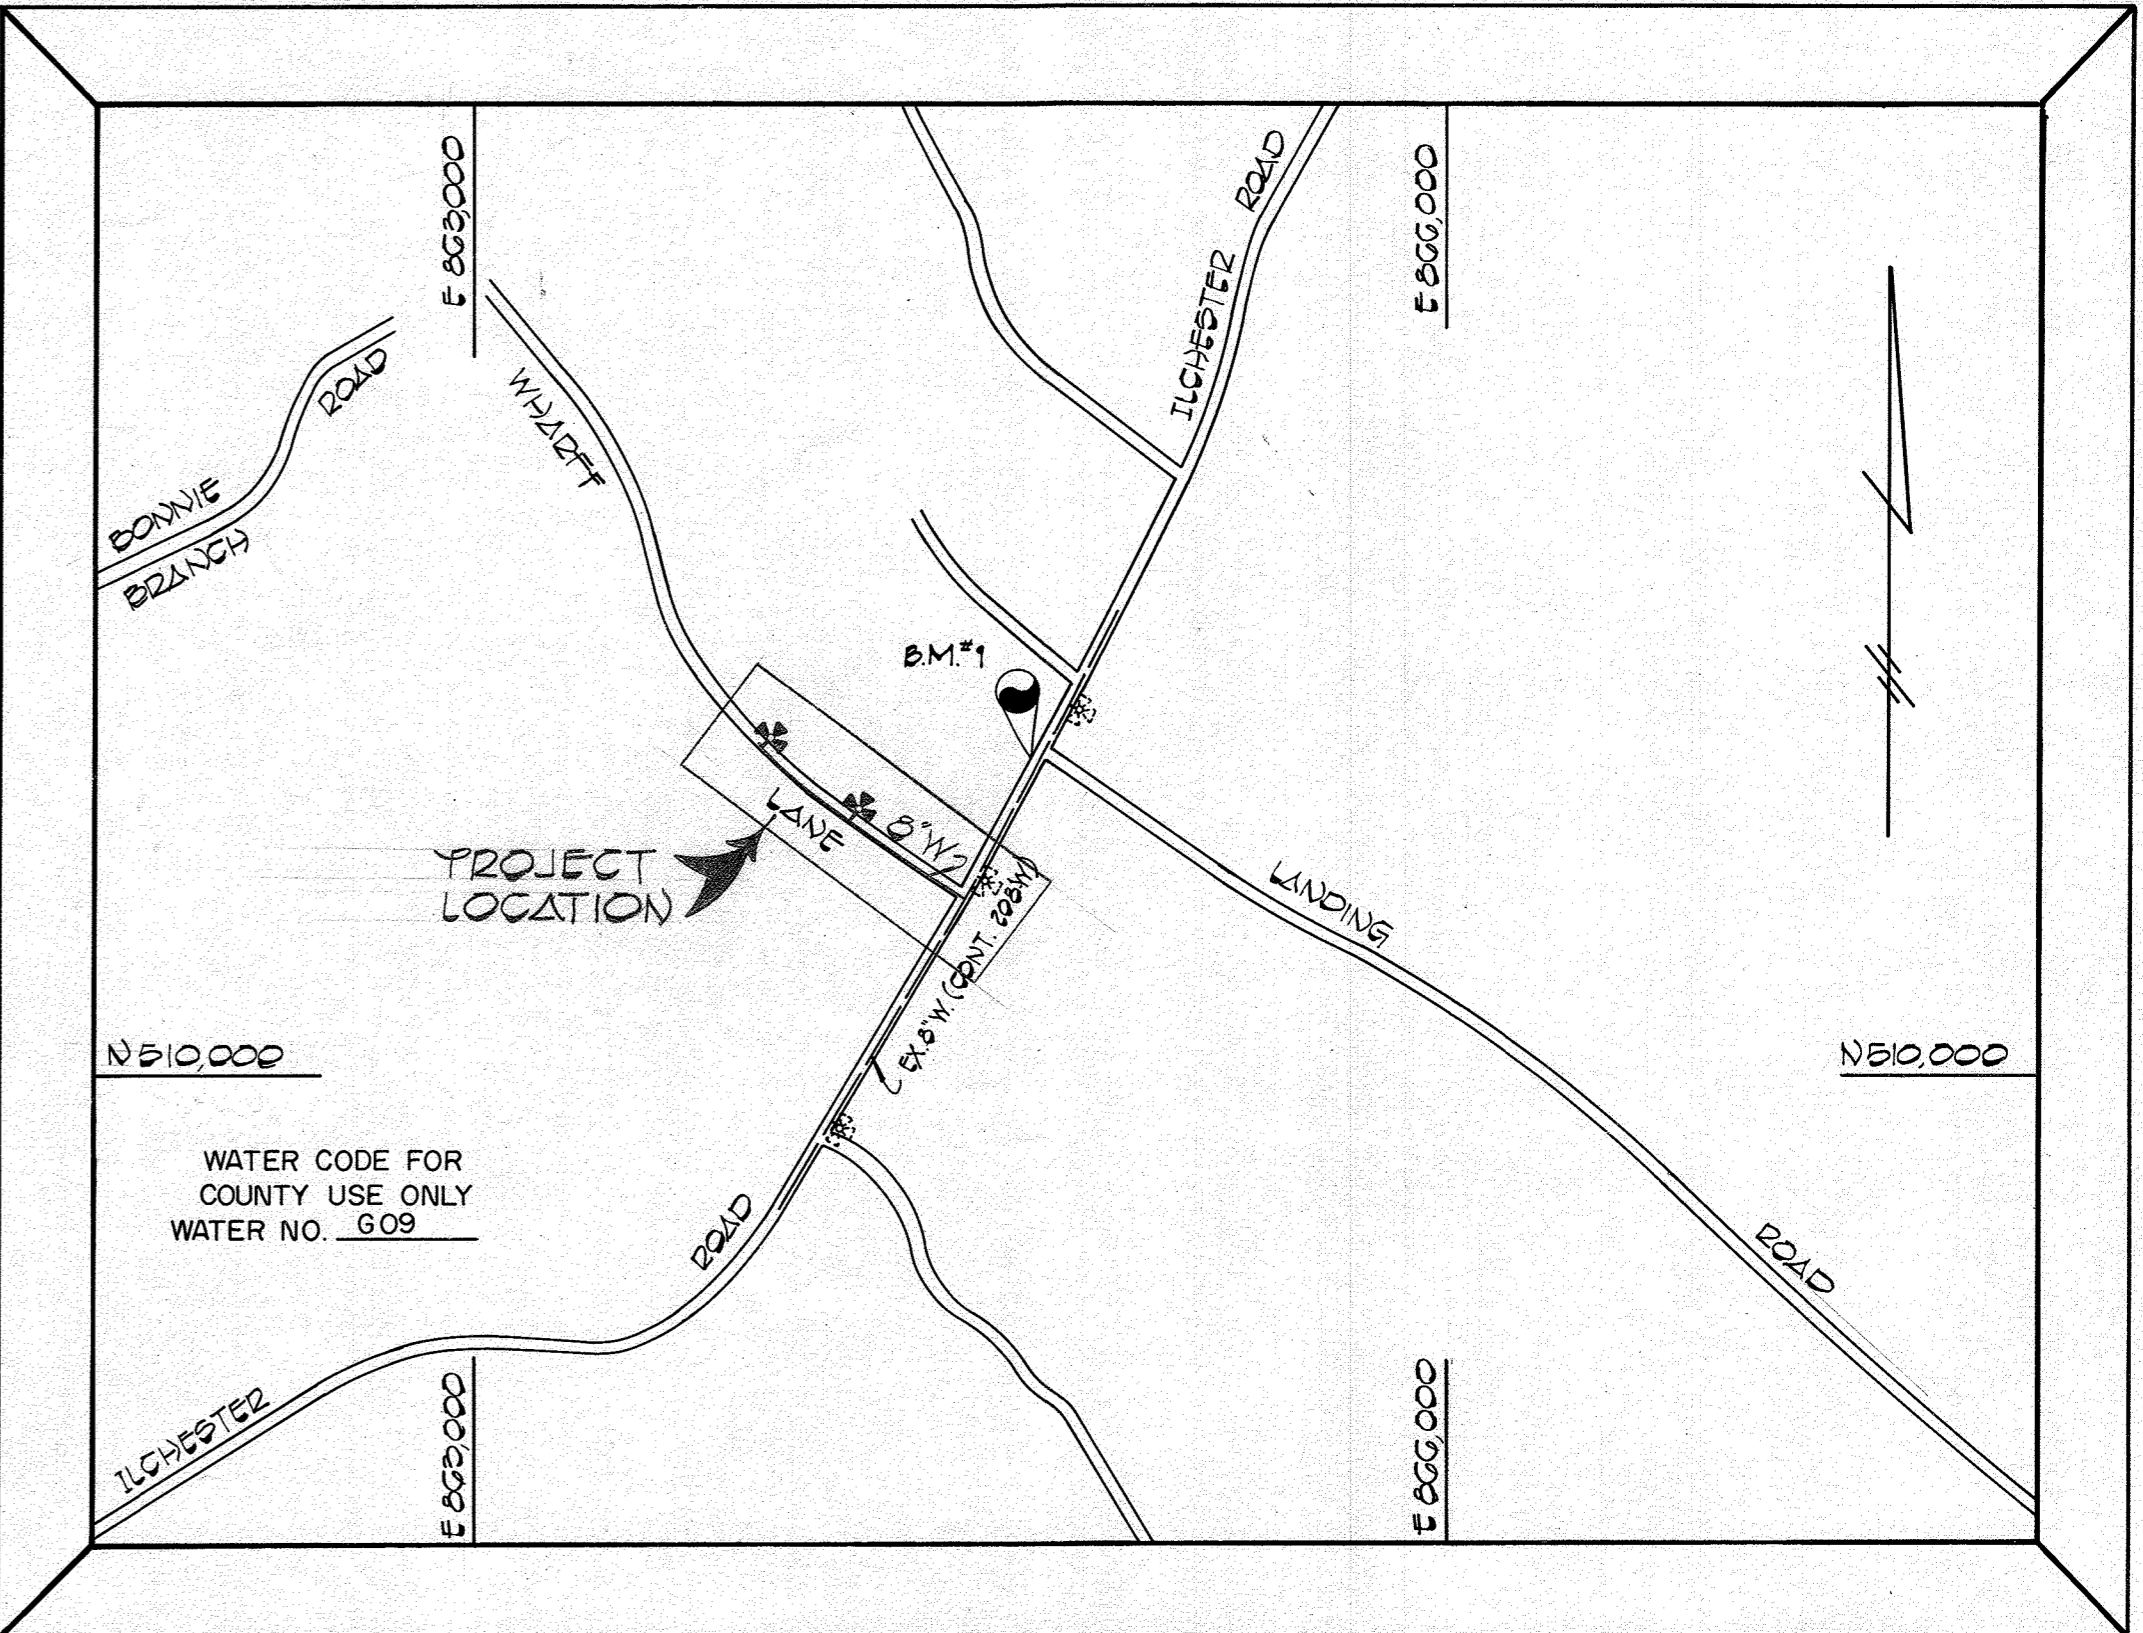 E 863,000
E 866,000
ILCHESTER ROAD
BONNIE BRANCH ROAD
WHARFF LANE
B.M.#1
8"W
PROJECT
LOCATION
EX. 8"W. (CONT. 208W)
LANDING ROAD
N 510,000
N 510,000
WATER CODE FOR
COUNTY USE ONLY
WATER NO. G09
ILCHESTER ROAD
E 863,000
E 866,000